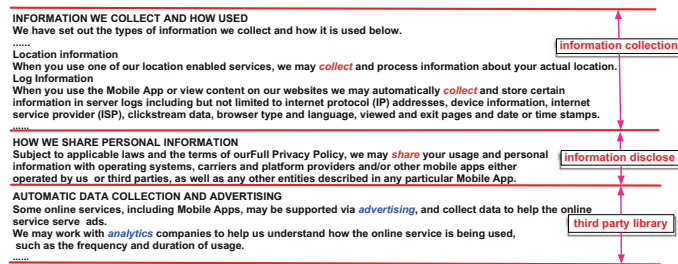 INFORMATION WE COLLECT AND HOW USED
We have set out the types of information we collect and how it is used below.
......
Location information
When you use one of our location enabled services, we may collect and process information about your actual location.
Log Information
When you use the Mobile App or view content on our websites we may automatically collect and store certain
information in server logs including but not limited to internet protocol (IP) addresses, device information, internet
service provider (ISP), clickstream data, browser type and language, viewed and exit pages and date or time stamps.
......
information collection
HOW WE SHARE PERSONAL INFORMATION
Subject to applicable laws and the terms of ourFull Privacy Policy, we may share your usage and personal
information with operating systems, carriers and platform providers and/or other mobile apps either
operated by us or third parties, as well as any other entities described in any particular Mobile App.
information disclose
AUTOMATIC DATA COLLECTION AND ADVERTISING
Some online services, including Mobile Apps, may be supported via advertising, and collect data to help the online
service serve ads.
We may work with analytics companies to help us understand how the online service is being used,
such as the frequency and duration of usage.
......
third party library